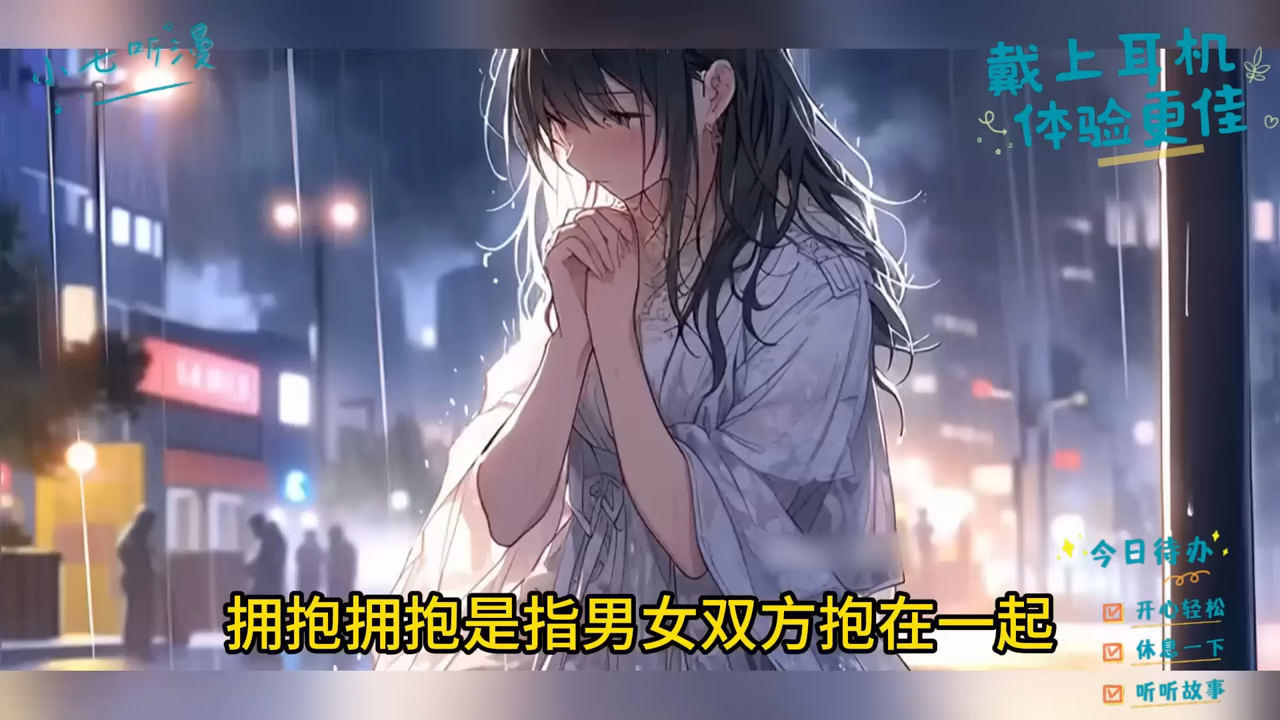 小七听漫
戴上耳机
体验更佳
今日待办
开心轻松
休息一下
听听故事
拥抱拥抱是指男女双方抱在一起